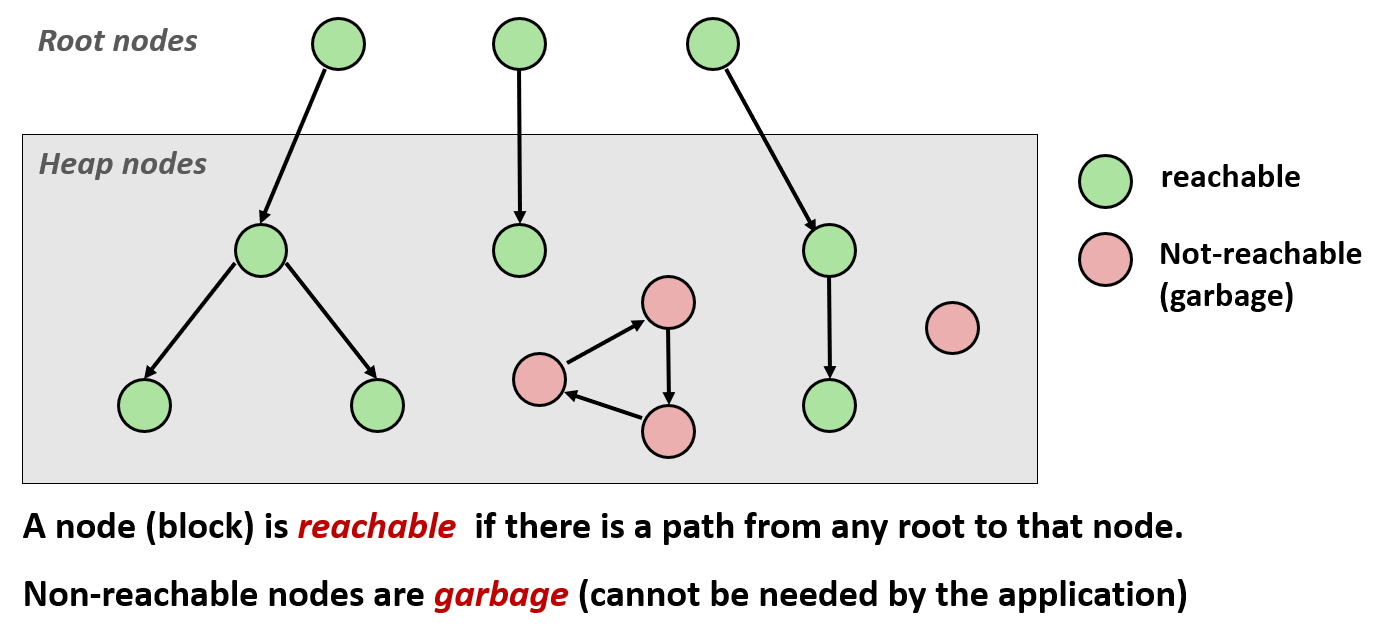 Root nodes
Heap nodes
reachable
Not-reachable
(garbage)
A node (block) is reachable if there is a path from any root to that node.
Non-reachable nodes are garbage (cannot be needed by the application)